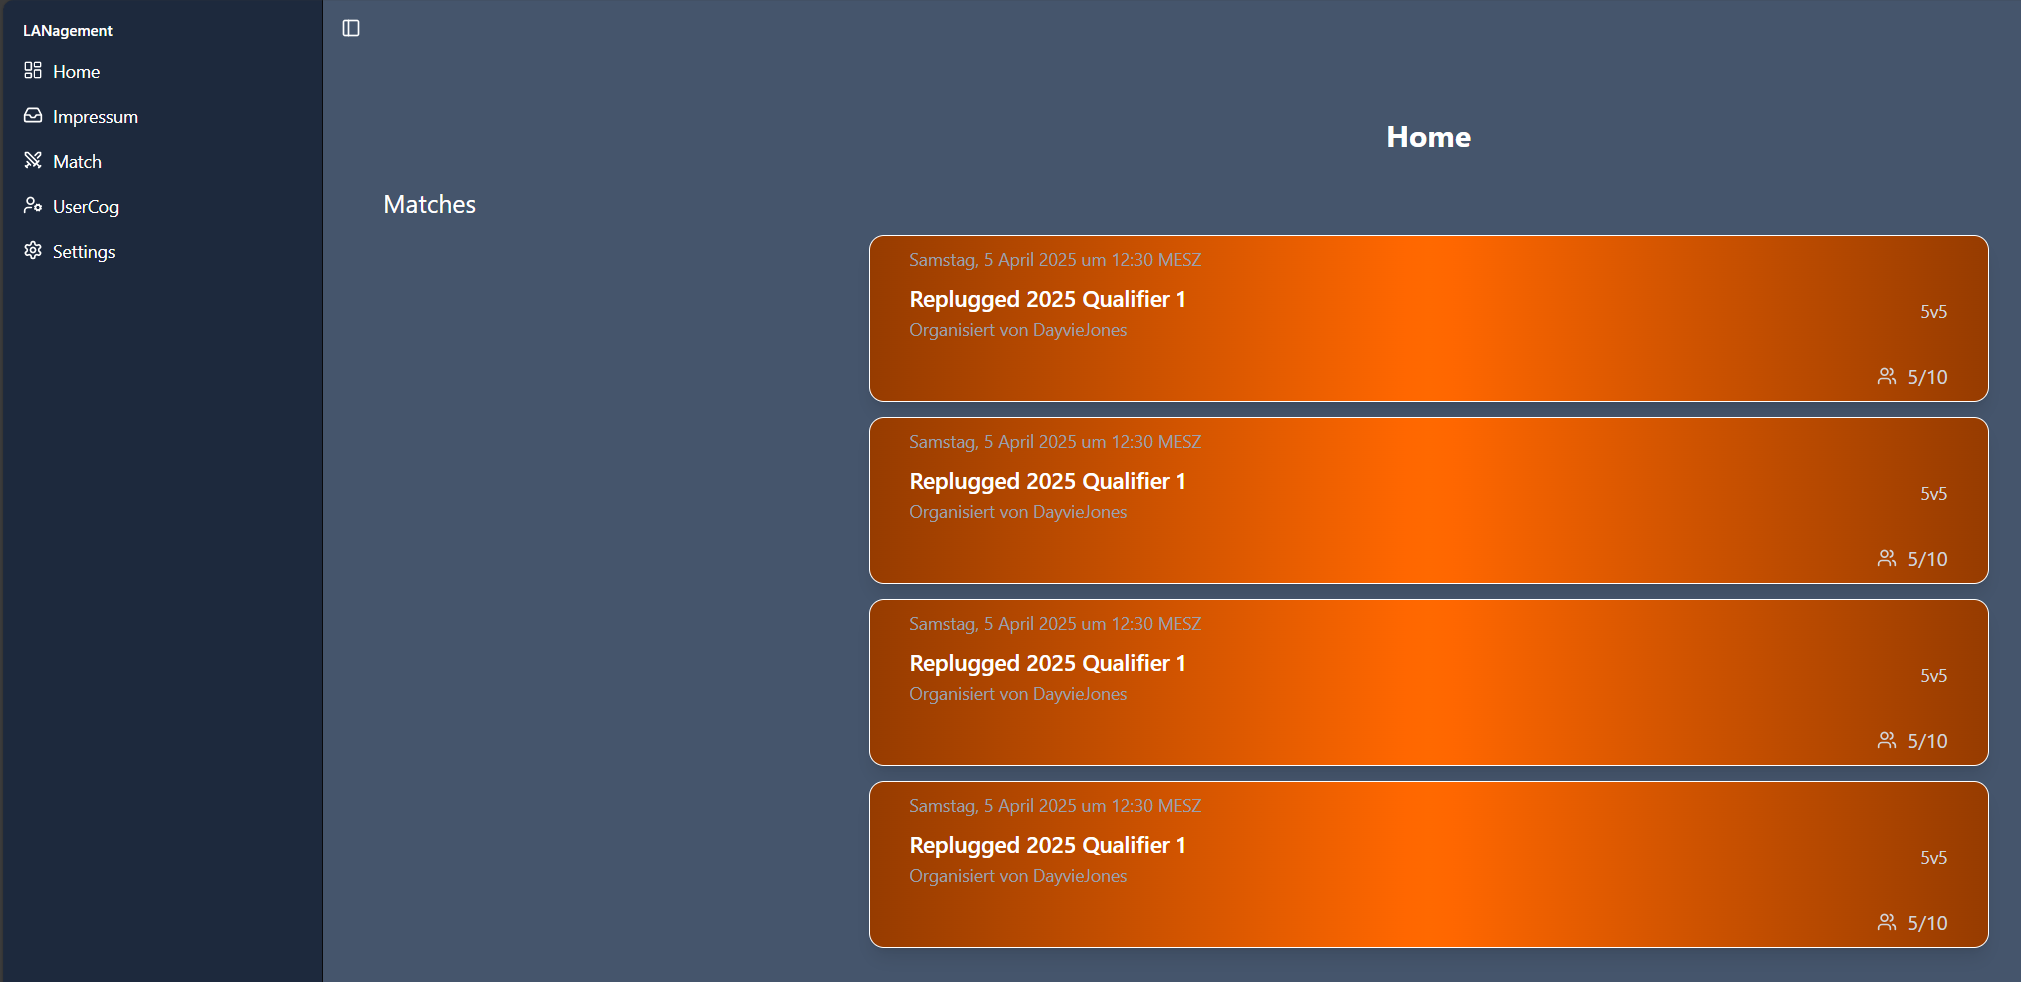 LANagement
Home
Impressum
Match
UserCog
Settings
Home
Matches
Samstag, 5 April 2025 um 12:30 MESZ
Replugged 2025 Qualifier 1
Organisiert von DayvieJones
5v5
5/10
Samstag, 5 April 2025 um 12:30 MESZ
Replugged 2025 Qualifier 1
Organisiert von DayvieJones
5v5
5/10
Samstag, 5 April 2025 um 12:30 MESZ
Replugged 2025 Qualifier 1
Organisiert von DayvieJones
5v5
5/10
Samstag, 5 April 2025 um 12:30 MESZ
Replugged 2025 Qualifier 1
Organisiert von DayvieJones
5v5
5/10